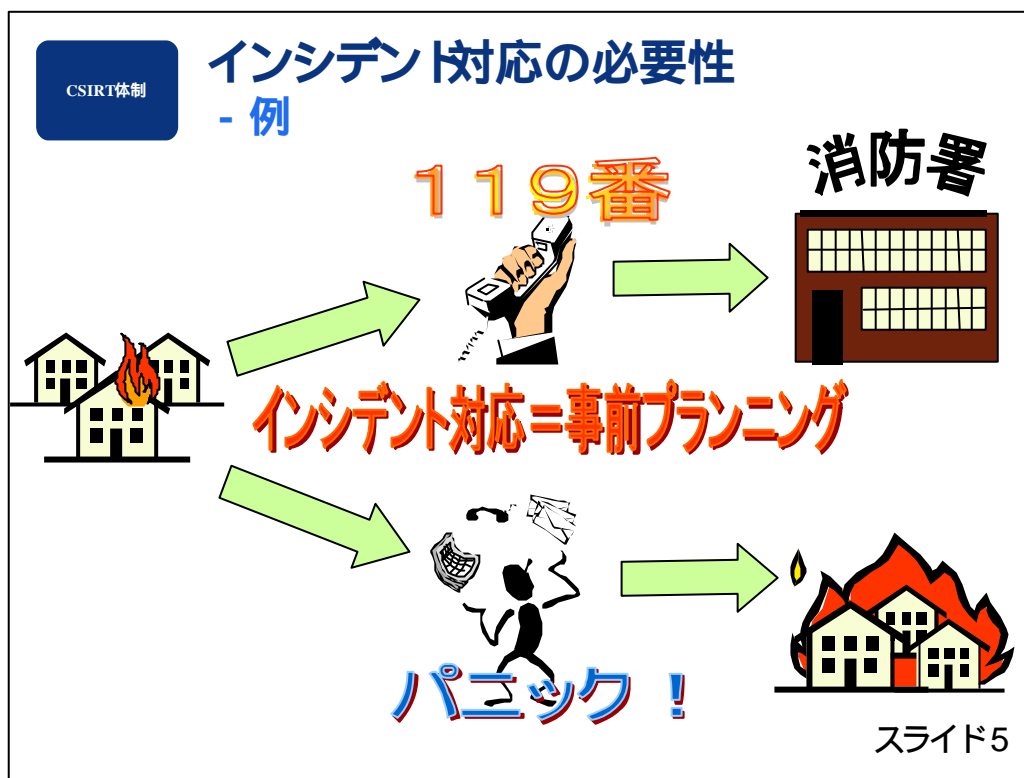 CSIRT体制
インシデント対応の必要性
- 例
119番
消防署
インシデント対応=事前プランニング
パニック!
スライド5